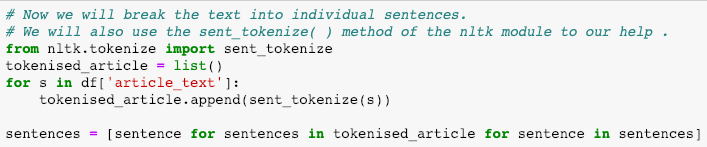 # Now we will break the text into individual sentences.
# We will also use the sent_tokenize( ) method of the nltk module to our help .
from nltk.tokenize import sent_tokenize
tokenised_article = list()
for s in df['article_text']:
    tokenised_article.append(sent_tokenize(s))

sentences = [sentence for sentences in tokenised_article for sentence in sentences]